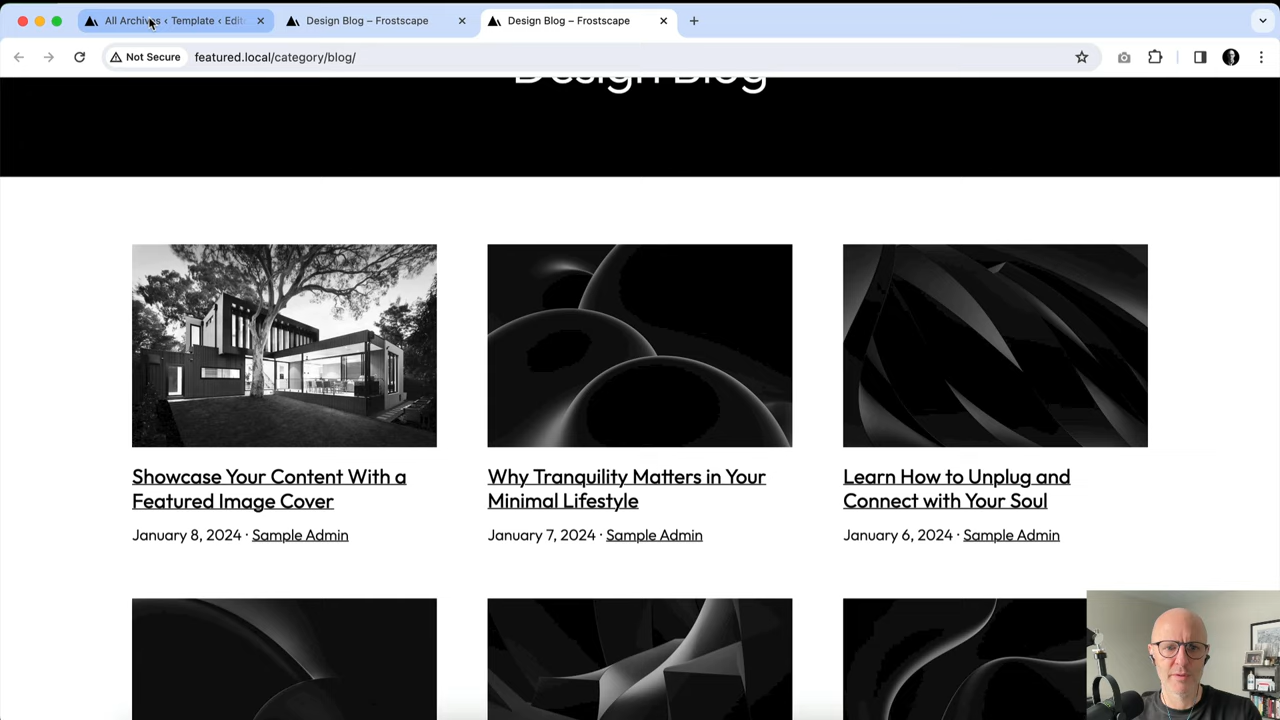 All Archives ‹ Template ‹ Edit
Design Blog – Frostscape
Design Blog – Frostscape
Not Secure
featured.local/category/blog/
Design Blog
Showcase Your Content With a
Featured Image Cover
January 8, 2024 · Sample Admin
Why Tranquility Matters in Your
Minimal Lifestyle
January 7, 2024 · Sample Admin
Learn How to Unplug and
Connect with Your Soul
January 6, 2024 · Sample Admin